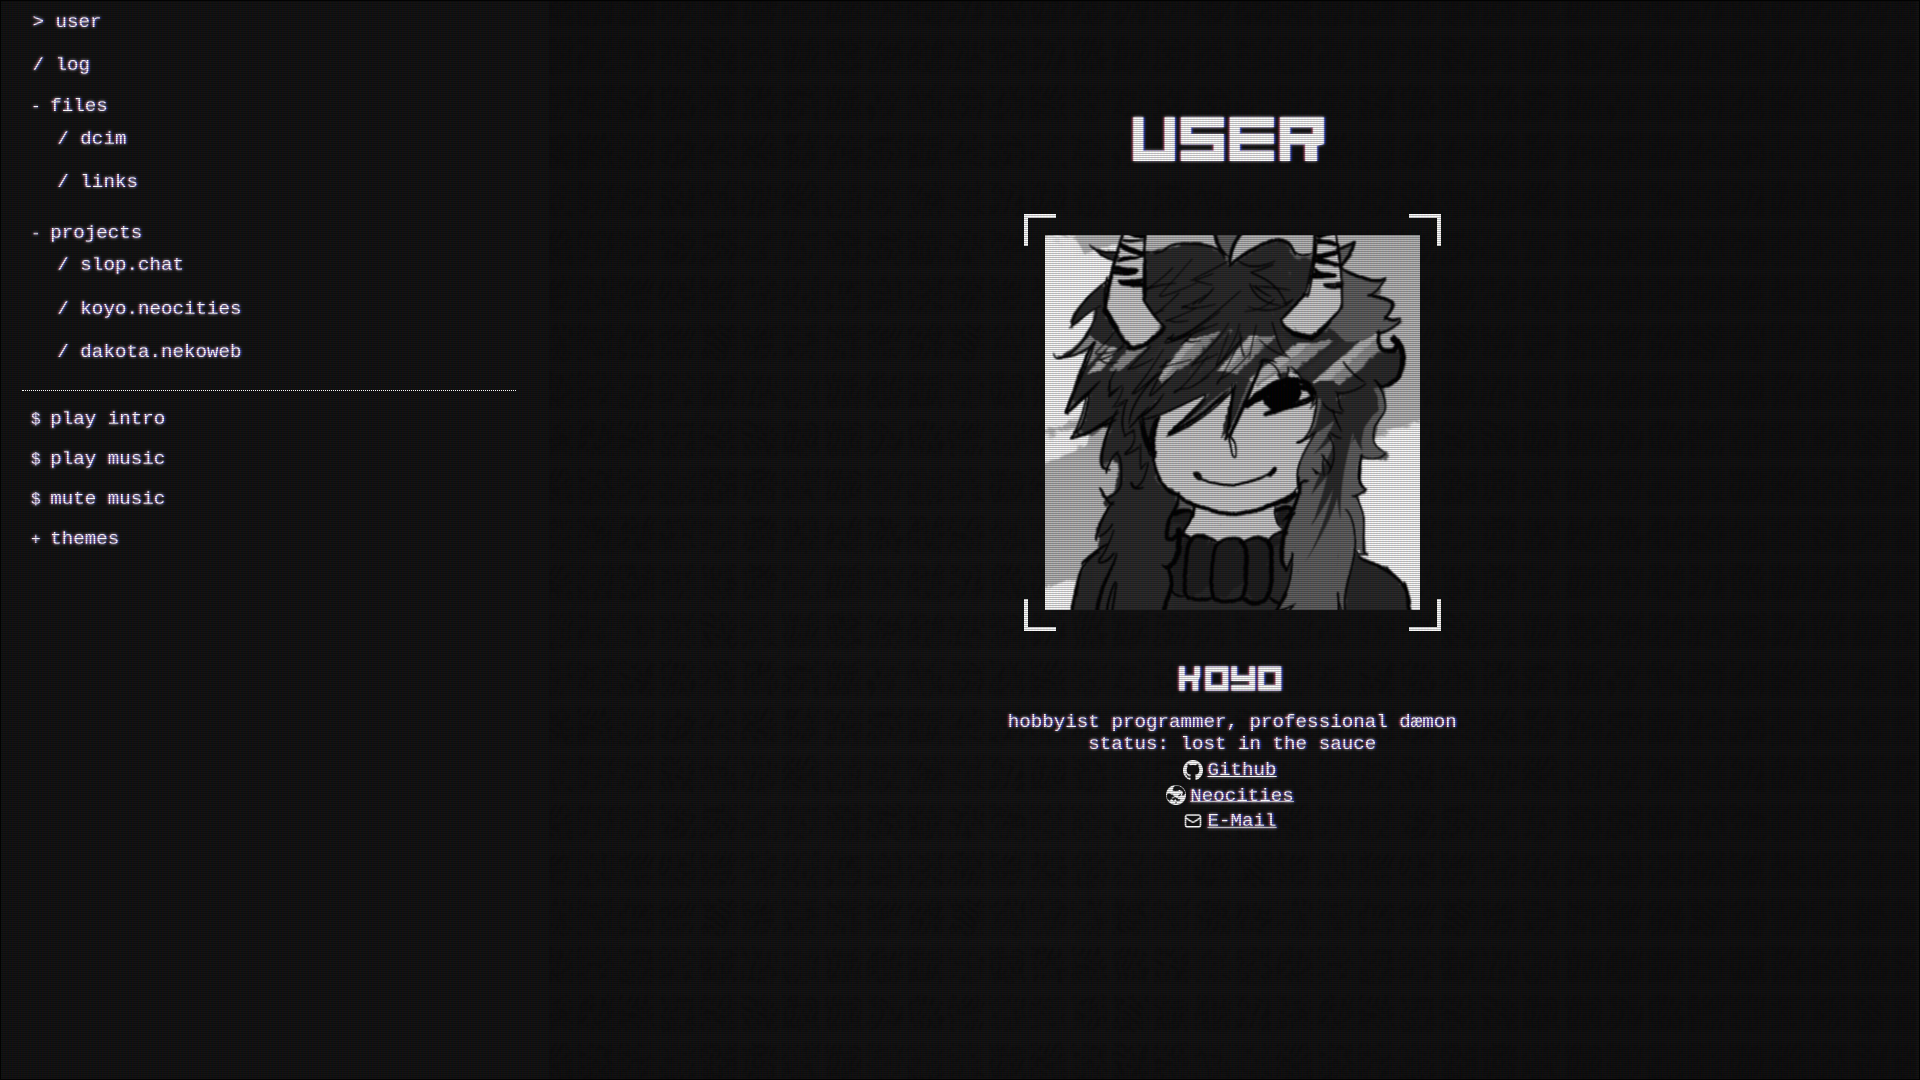 > user
/ log
- files
/ dcim
/ links
- projects
/ slop.chat
/ koyo.neocities
/ dakota.nekoweb
$ play intro
$ play music
$ mute music
+ themes
USER
KOYO
hobbyist programmer, professional dæmon
status: lost in the sauce
Github
Neocities
E-Mail